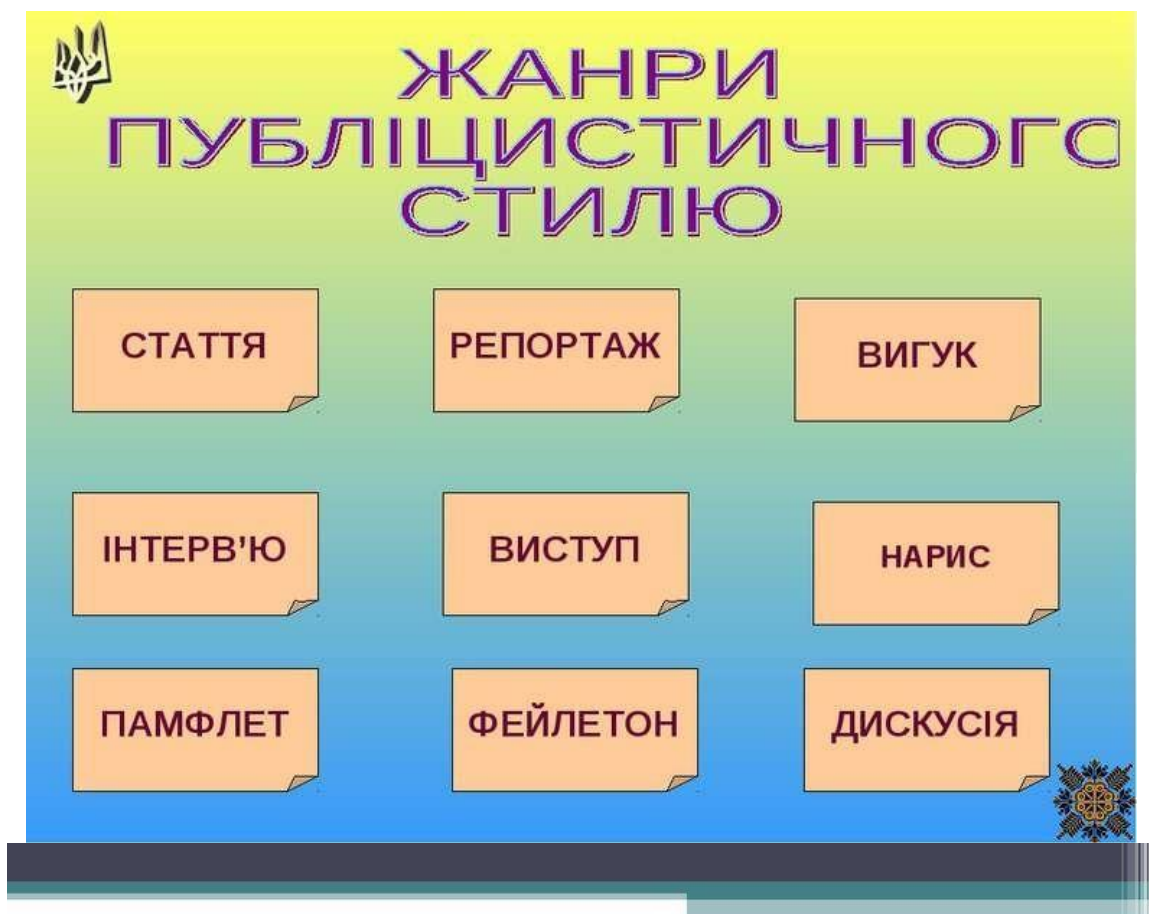 ЖАНРИ
ПУБЛІЦИСТИЧНОГО
СТИЛЮ
СТАТТЯ
РЕПОРТАЖ
ВИГУК
ІНТЕРВ’Ю
ВИСТУП
НАРИС
ПАМФЛЕТ
ФЕЙЛЕТОН
ДИСКУСІЯ